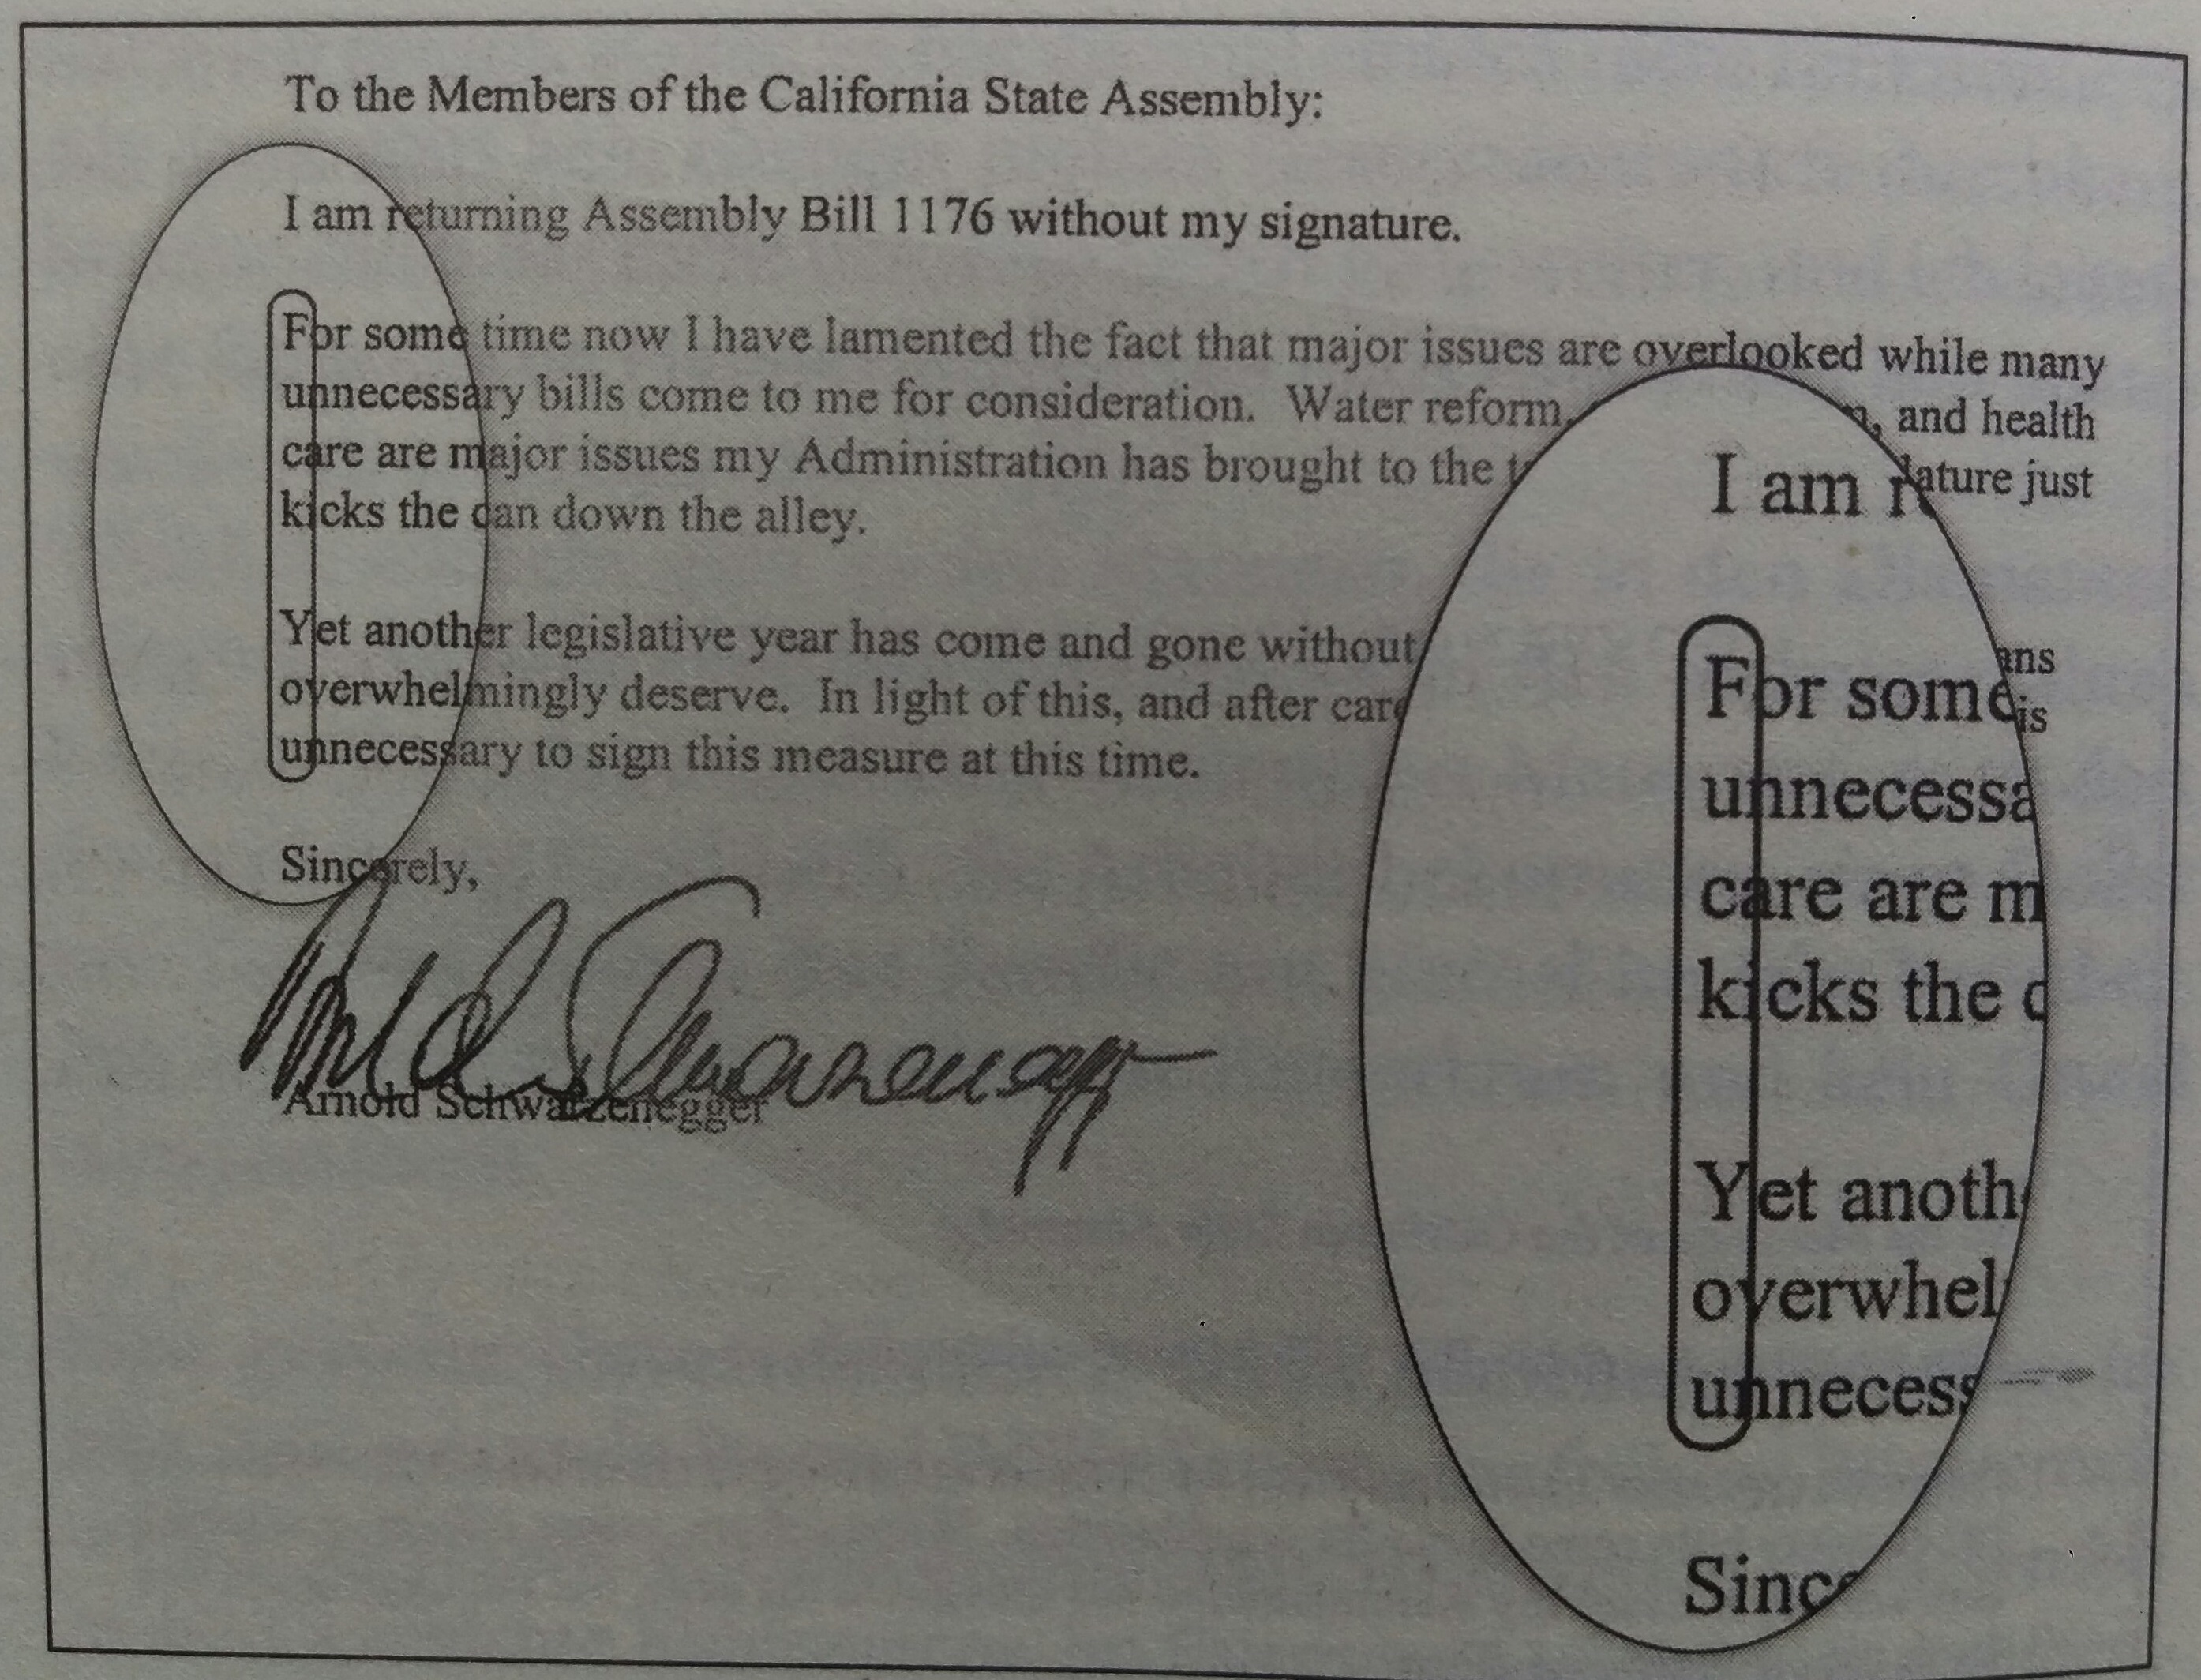 To the Members of the California State Assembly:
I am returning Assembly Bill 1176 without my signature.
For some time now I have lamented the fact that major issues are overlooked while many
unnecessary bills come to me for consideration.  Water reform, and health
care are major issues my Administration has brought to the just
kicks the can down the alley.
Yet another legislative year has come and gone without
overwhelmingly deserve.  In light of this, and after is
unnecessary to sign this measure at this time.
Sincerely,
Arnold Schwarzenegger
Arnold Schwarzenegger
I am
For some
unnecessa
care are m
kicks the c
Yet anoth
overwhel
unnecess
Since